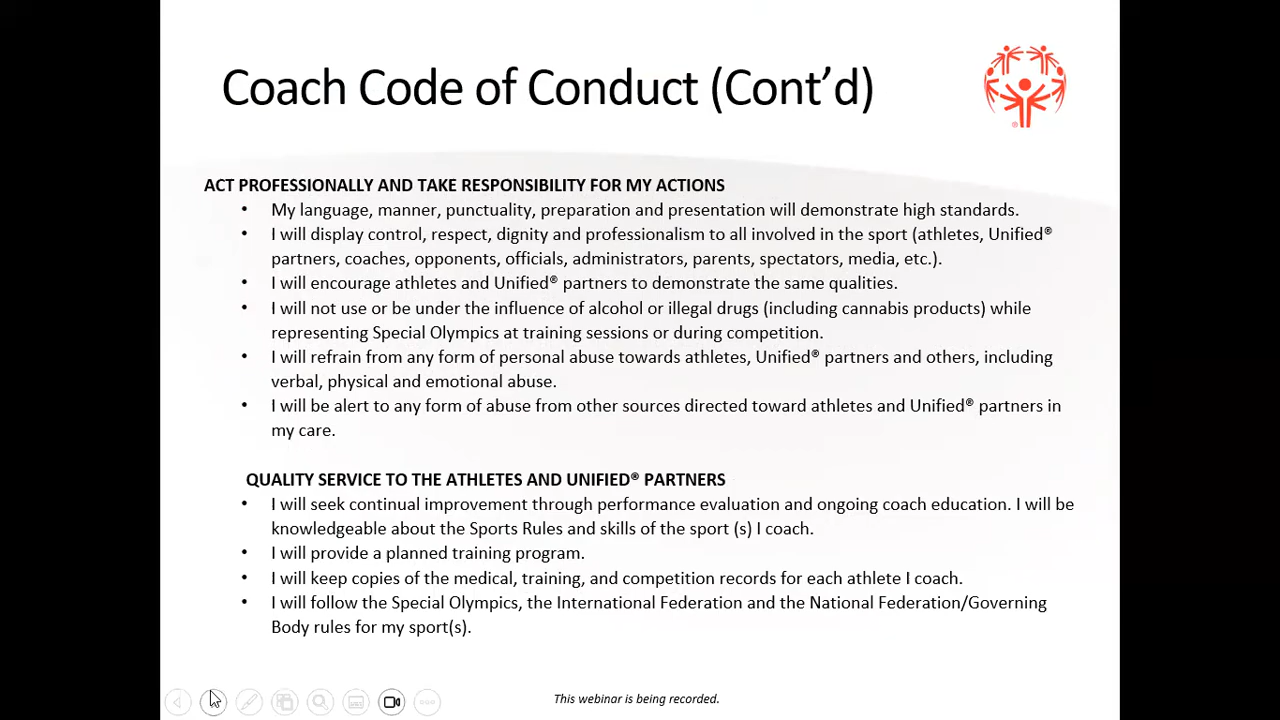 Coach Code of Conduct (Cont’d)
®
ACT PROFESSIONALLY AND TAKE RESPONSIBILITY FOR MY ACTIONS
• My language, manner, punctuality, preparation and presentation will demonstrate high standards.
• I will display control, respect, dignity and professionalism to all involved in the sport (athletes, Unified®
partners, coaches, opponents, officials, administrators, parents, spectators, media, etc.).
• I will encourage athletes and Unified® partners to demonstrate the same qualities.
• I will not use or be under the influence of alcohol or illegal drugs (including cannabis products) while
representing Special Olympics at training sessions or during competition.
• I will refrain from any form of personal abuse towards athletes, Unified® partners and others, including
verbal, physical and emotional abuse.
• I will be alert to any form of abuse from other sources directed toward athletes and Unified® partners in
my care.
QUALITY SERVICE TO THE ATHLETES AND UNIFIED® PARTNERS
• I will seek continual improvement through performance evaluation and ongoing coach education. I will be
knowledgeable about the Sports Rules and skills of the sport (s) I coach.
• I will provide a planned training program.
• I will keep copies of the medical, training, and competition records for each athlete I coach.
• I will follow the Special Olympics, the International Federation and the National Federation/Governing
Body rules for my sport(s).
This webinar is being recorded.